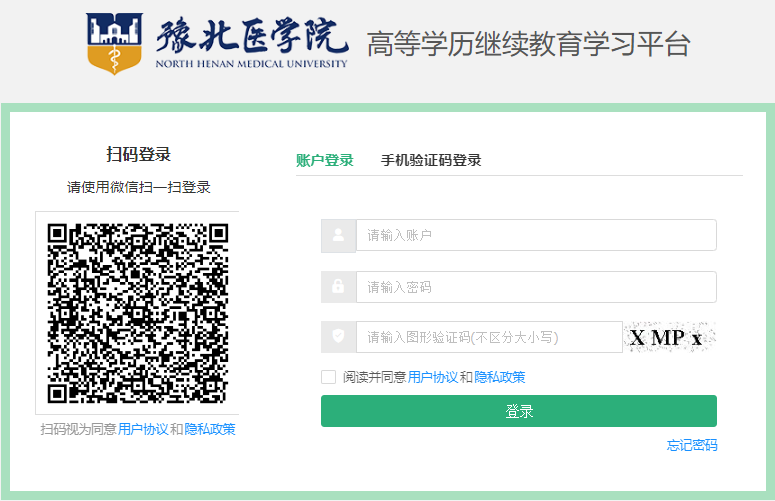 豫北医学院
NORTH HENAN MEDICAL UNIVERSITY
高等学历继续教育学习平台
扫码登录
请使用微信扫一扫登录
扫码视为同意用户协议和隐私政策
账户登录 手机验证码登录
请输入账户
请输入密码
请输入图形验证码(不区分大小写) X MP x
阅读并同意用户协议和隐私政策
登录
忘记密码